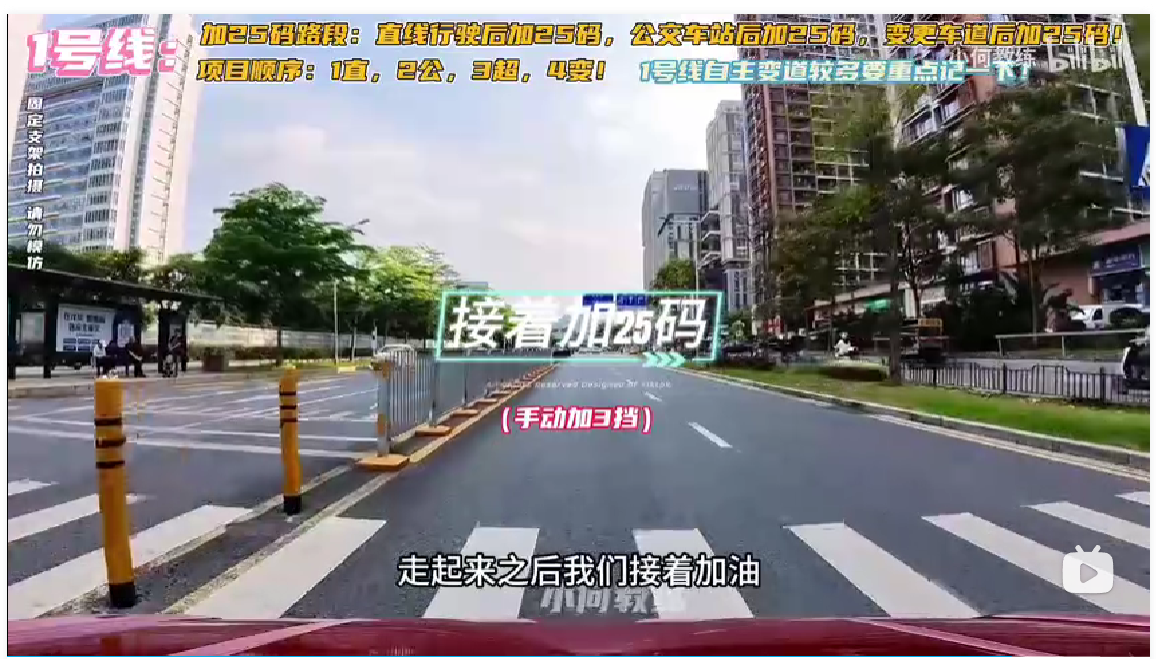 1号线：
加25码路段：直线行驶后加25码，公交车站后加25码，变更车道后加25码！
项目顺序：1直，2公，3超，4变！ 1号线自主变道较多要重点记一下！
小何教练 bilibili
固定支架拍摄 请勿模仿
接着加25码
(手动加3挡)
走起来之后我们接着加油
小何教练